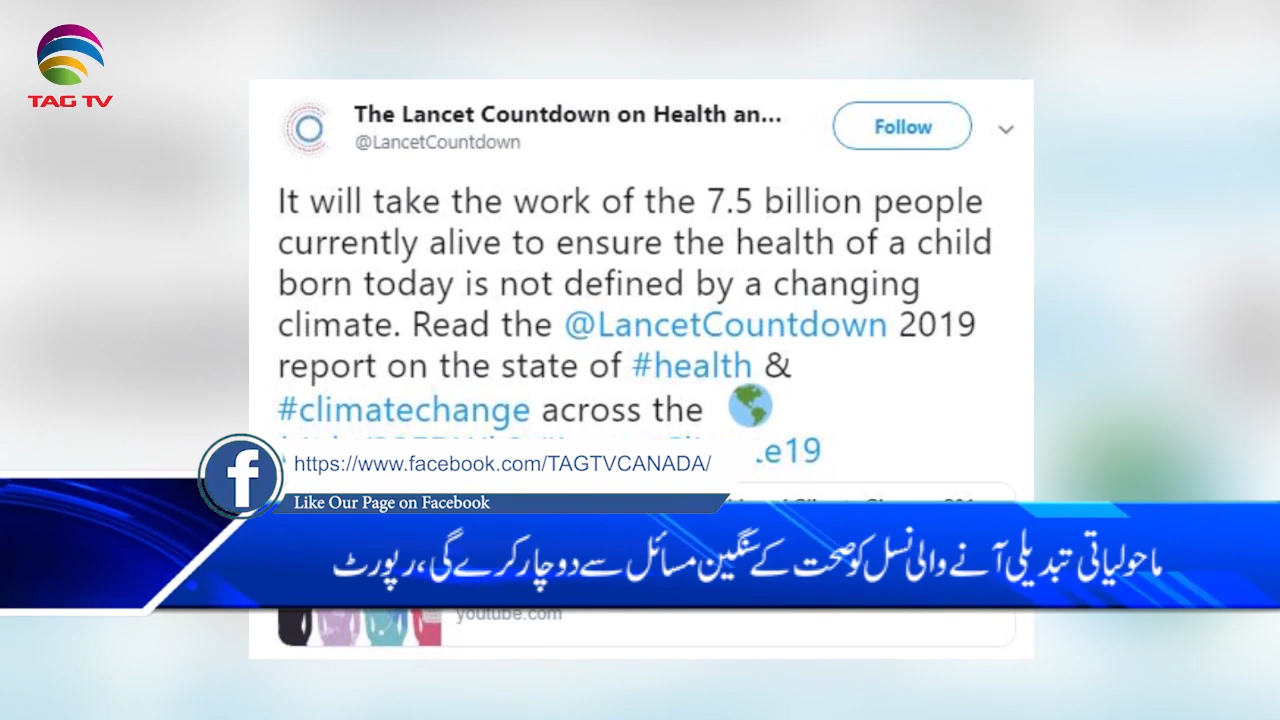 TAG TV
The Lancet Countdown on Health an...
@LancetCountdown
Follow
It will take the work of the 7.5 billion people
currently alive to ensure the health of a child
born today is not defined by a changing
climate. Read the @LancetCountdown 2019
report on the state of #health &
#climatechange across the
te19
https://www.facebook.com/TAGTVCANADA/
Like Our Page on Facebook
ماحولیاتی تبدیلی آنے والی نسل کو صحت کے سنگین مسائل سے دوچار کرے گی، رپورٹ
youtube.com